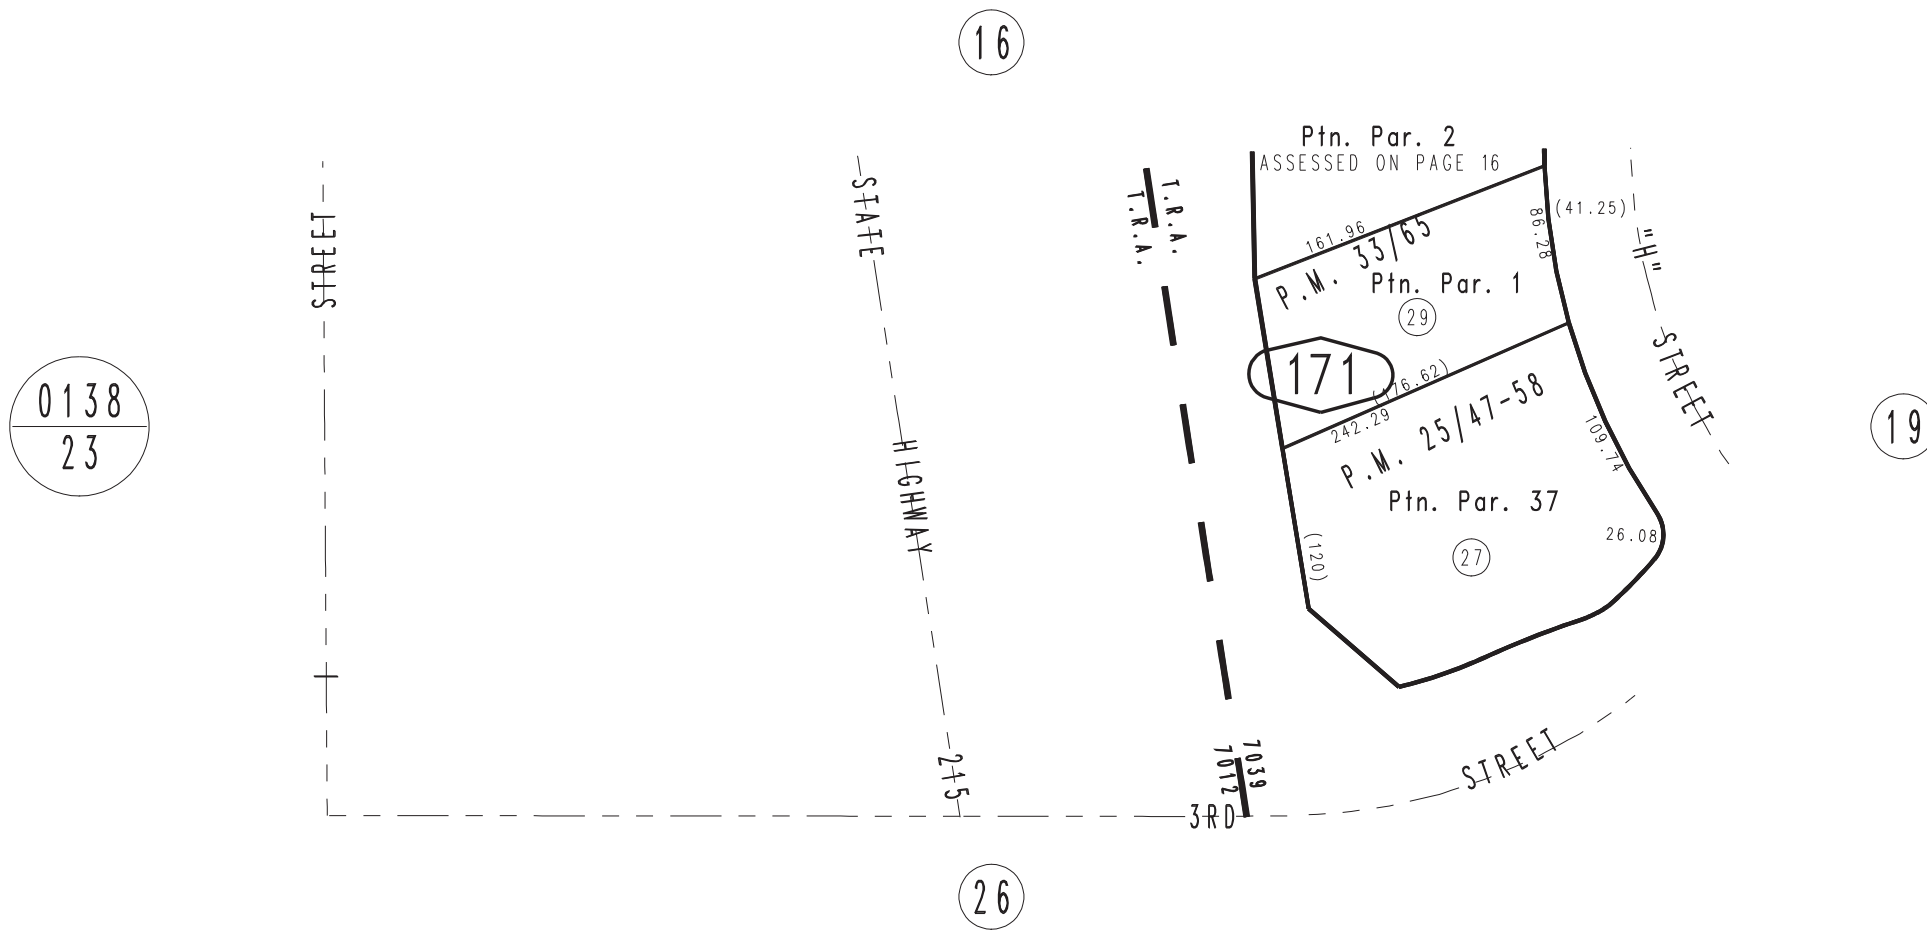 16
Ptn. Par. 2
ASSESSED ON PAGE 16
STREET
STATE
T.R.A.
T.R.A.
(41.25)
86.28
161.96
P.M. 33/65
"H" STREET
Ptn. Par. 1
29
171
(176.62)
0138
23
242.29
P.M. 25/47-58
109.74
19
HIGHWAY
Ptn. Par. 37
26.08
(120)
27
215
7039
7012
STREET
3RD
26